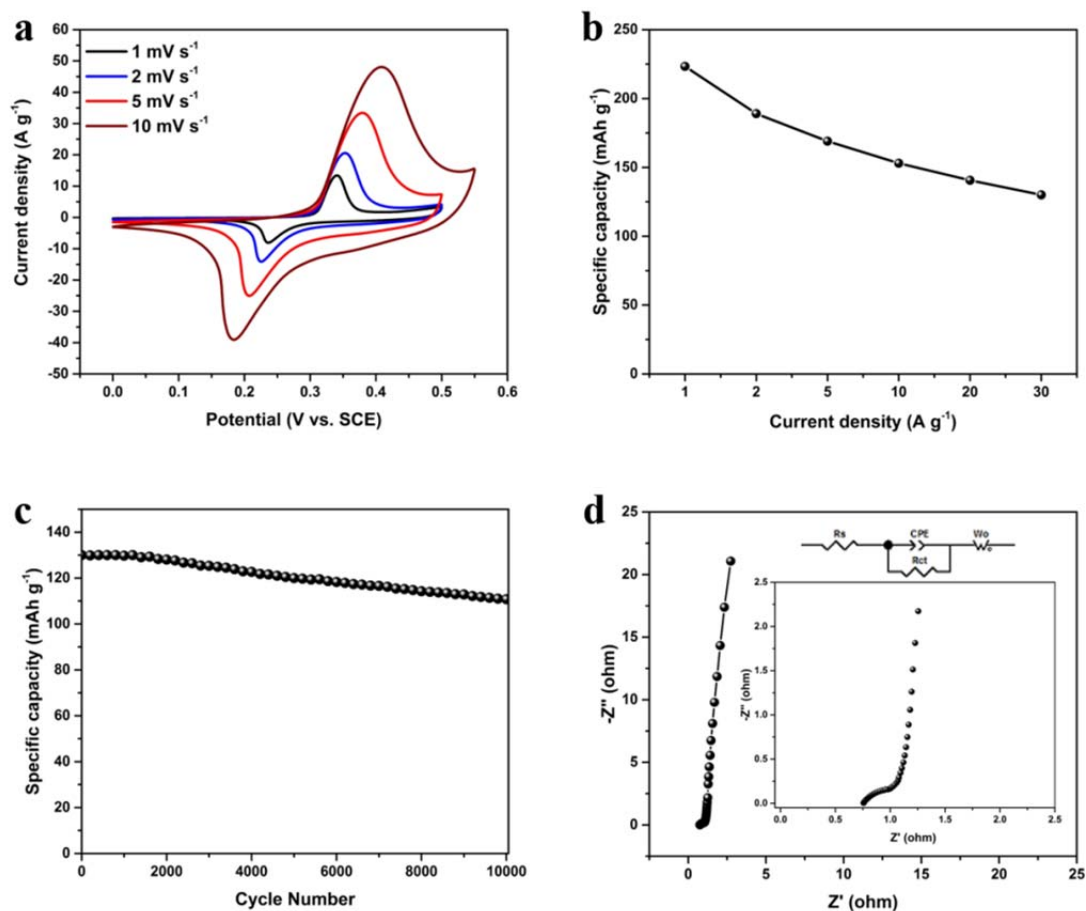 a
1 mV s⁻¹
2 mV s⁻¹
5 mV s⁻¹
10 mV s⁻¹
60
50
40
30
20
10
0
-10
-20
-30
-40
-50
Current density (A g⁻¹)
0.0 0.1 0.2 0.3 0.4 0.5 0.6
Potential (V vs. SCE)
b
250
200
150
100
50
0
Specific capacity (mAh g⁻¹)
1 2 5 10 20 30
Current density (A g⁻¹)
c
140
120
100
80
60
40
20
0
Specific capacity (mAh g⁻¹)
0 2000 4000 6000 8000 10000
Cycle Number
d
25
20
15
10
5
0
-Z'' (ohm)
0 5 10 15 20 25
Z' (ohm)
Rs CPE Wo
Rct
2.5
2.0
1.5
1.0
0.5
0.0
-Z'' (ohm)
0.0 0.5 1.0 1.5 2.0 2.5
Z' (ohm)